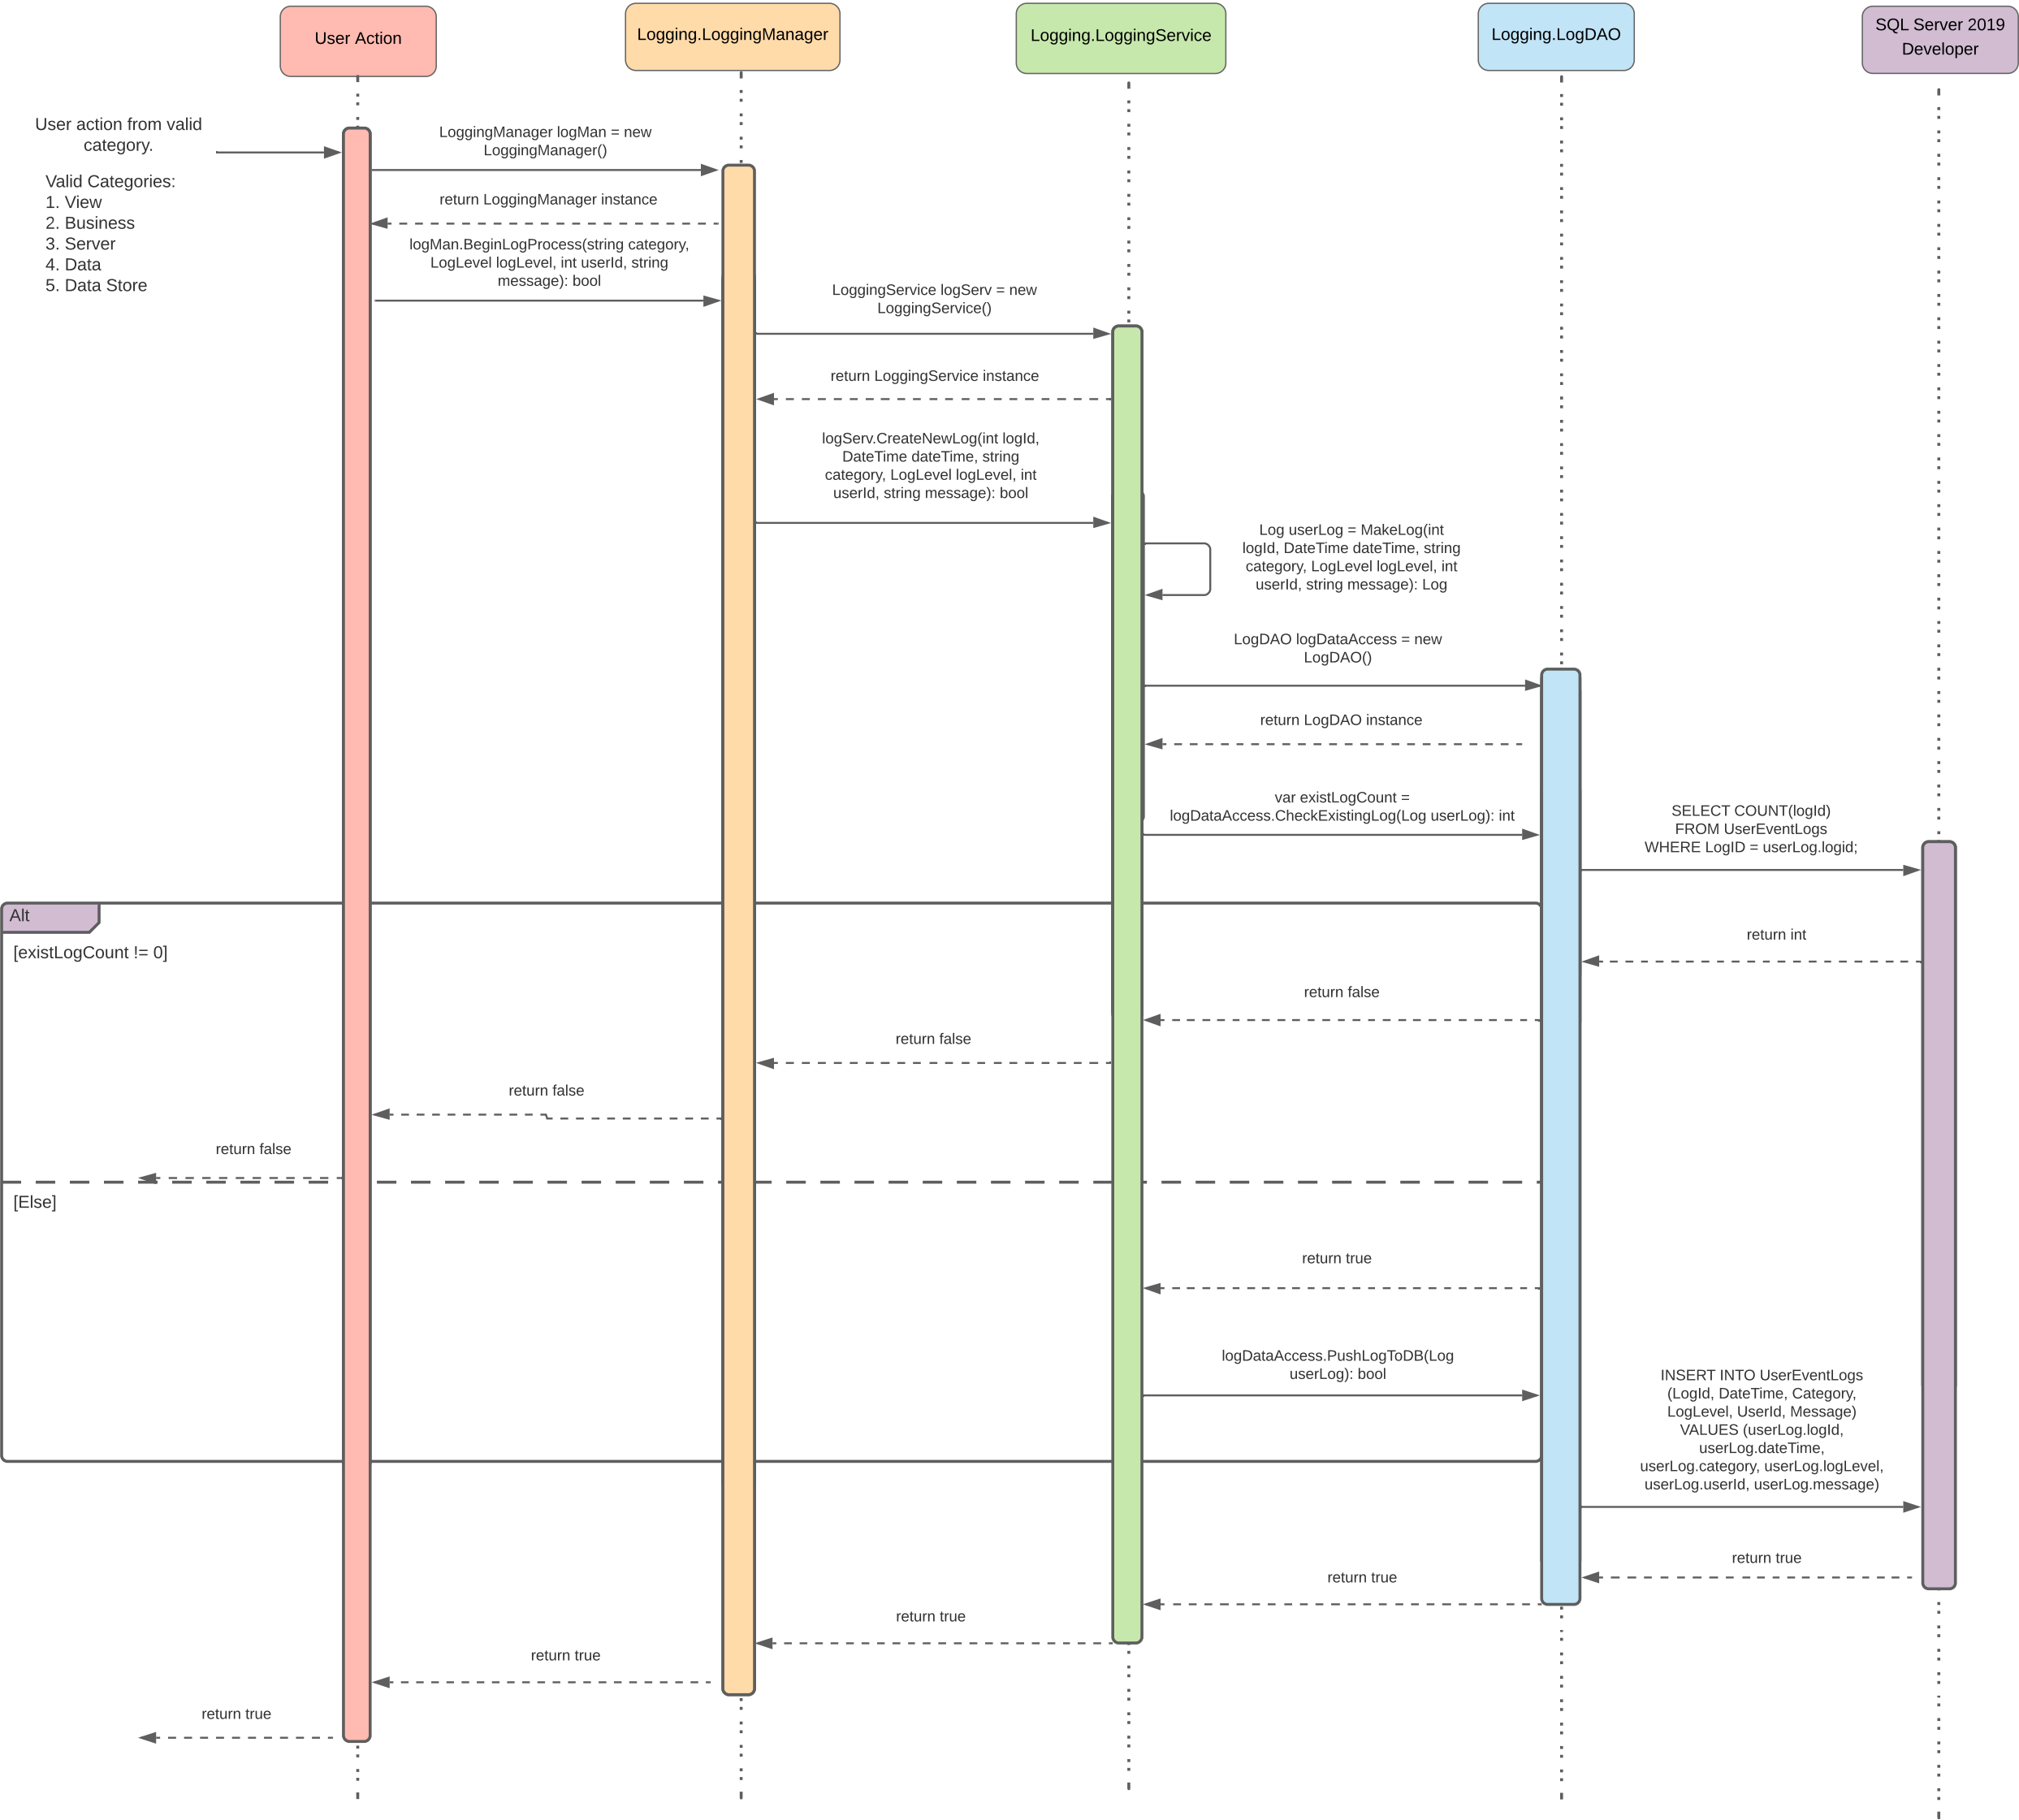 User Action
Logging.LoggingManager
Logging.LoggingService
Logging.LogDAO
SQL Server 2019
Developer
User action from valid
category.
Valid Categories:
1. View
2. Business
3. Server
4. Data
5. Data Store
LoggingManager logMan = new
LoggingManager()
return LoggingManager instance
logMan.BeginLogProcess(string category,
LogLevel logLevel, int userId, string
message): bool
LoggingService logServ = new
LoggingService()
return LoggingService instance
logServ.CreateNewLog(int logId,
DateTime dateTime, string
category, LogLevel logLevel, int
userId, string message): bool
Log userLog = MakeLog(int
logId, DateTime dateTime, string
category, LogLevel logLevel, int
userId, string message): Log
LogDAO logDataAccess = new
LogDAO()
return LogDAO instance
var existLogCount =
logDataAccess.CheckExistingLog(Log userLog): int
SELECT COUNT(logId)
FROM UserEventLogs
WHERE LogID = userLog.logid;
Alt
[existLogCount != 0]
return int
return false
return false
return false
return false
[Else]
return true
logDataAccess.PushLogToDB(Log
userLog): bool
INSERT INTO UserEventLogs
(LogId, DateTime, Category,
LogLevel, UserId, Message)
VALUES (userLog.logId,
userLog.dateTime,
userLog.category, userLog.logLevel,
userLog.userId, userLog.message)
return true
return true
return true
return true
return true